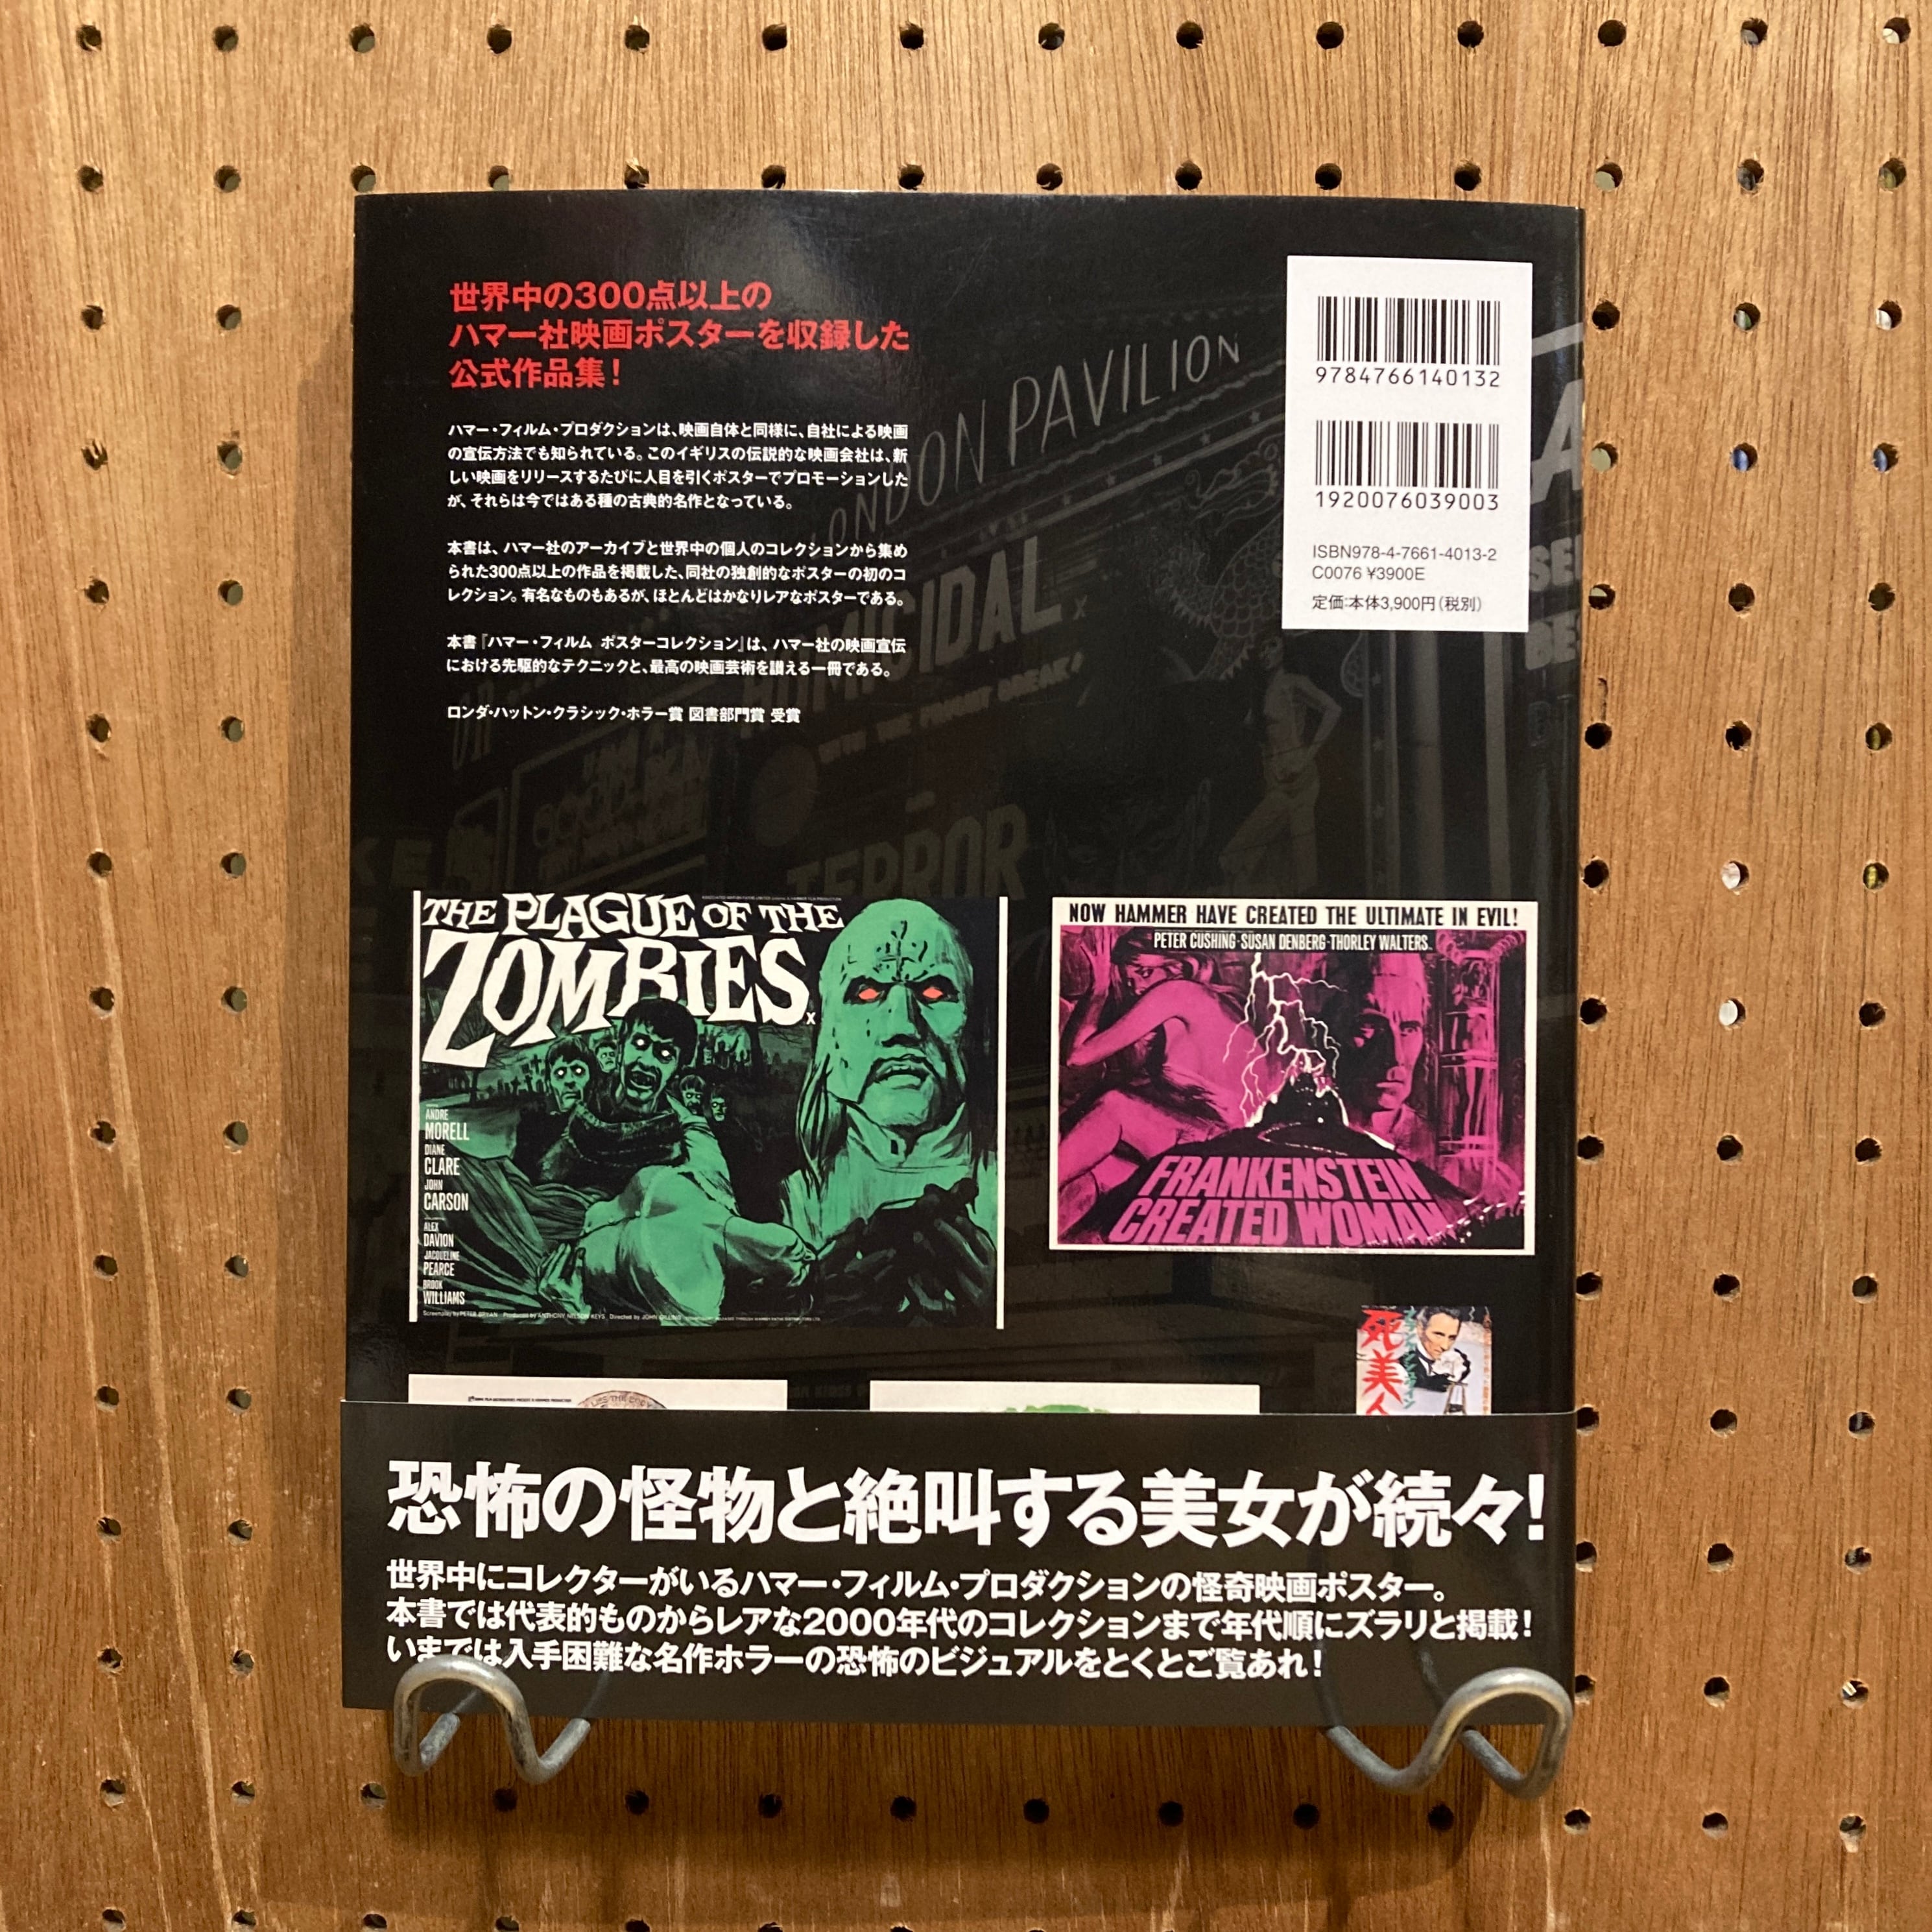 世界中の300点以上の
ハマー社映画ポスターを収録した
公式作品集！
ハマー・フィルム・プロダクションは、映画自体と同様に、自社による映画
の宣伝方法でも知られている。このイギリスの伝説的な映画会社は、新
しい映画をリリースするたびに人目を引くポスターでプロモーションした
が、それらは今ではある種の古典的名作となっている。
本書は、ハマー社のアーカイブと世界中の個人のコレクションから集め
られた300点以上の作品を掲載した、同社の独創的なポスターの初のコ
レクション。有名なものもあるが、ほとんどはかなりレアなポスターである。
本書『ハマー・フィルム ポスターコレクション』は、ハマー社の映画宣伝
における先駆的なテクニックと、最高の映画芸術を讃える一冊である。
ロンダ・ハットン・クラシック・ホラー賞 図書部門賞 受賞
9784766140132
1920076039003
ISBN978-4-7661-4013-2
C0076 ¥3900E
定価:本体3,900円(税別)
LONDON PAVILION
HOMICIDAL
TERROR
THE PLAGUE OF THE
ZOMBIES x
ANDRE
MORELL
DIANE
CLARE
JOHN
CARSON
ALEX
DAVION
JACQUELINE
PEARCE
BROOK
WILLIAMS
Screenplay by PETER BRYAN Produced by ANTHONY NELSON KEYS Directed by JOHN GILLING
NOW HAMMER HAVE CREATED THE ULTIMATE IN EVIL!
PETER CUSHING · SUSAN DENBERG · THORLEY WALTERS
FRANKENSTEIN
CREATED WOMAN
死美人
恐怖の怪物と絶叫する美女が続々！
世界中にコレクターがいるハマー・フィルム・プロダクションの怪奇映画ポスター。
本書では代表的ものからレアな2000年代のコレクションまで年代順にズラリと掲載！
いまでは入手困難な名作ホラーの恐怖のビジュアルをとくとご覧あれ！